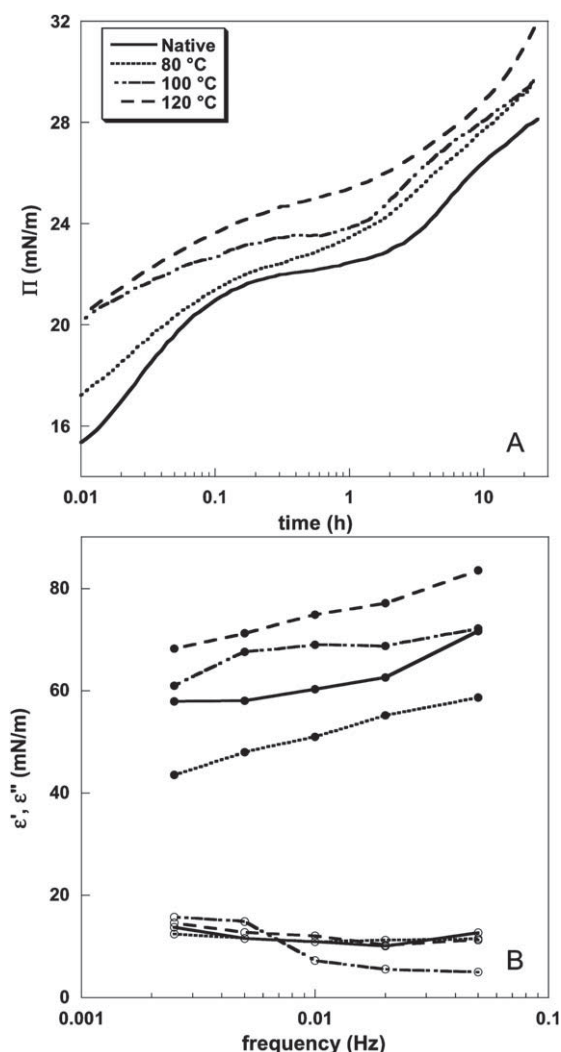 32
28
24
20
16
Π (mN/m)
Native
80 °C
100 °C
120 °C
A
0.01 0.1 1 10
time (h)
80
60
40
20
0
ε', ε" (mN/m)
B
0.001 0.01 0.1
frequency (Hz)